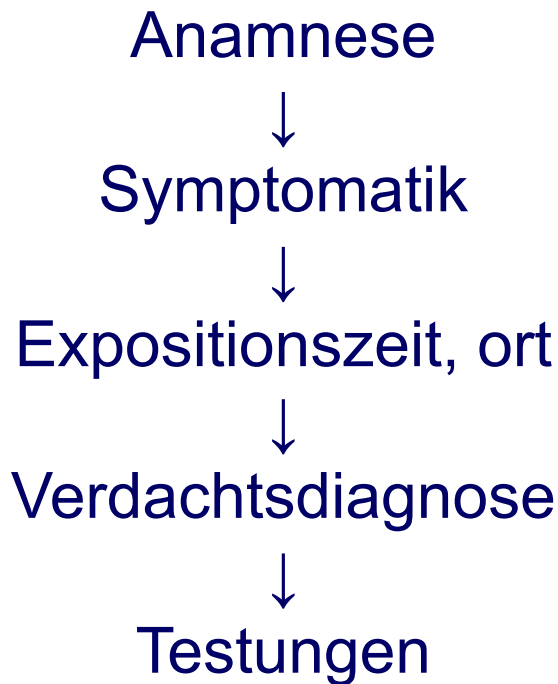 Anamnese
↓
Symptomatik
↓
Expositionszeit, ort
↓
Verdachtsdiagnose
↓
Testungen